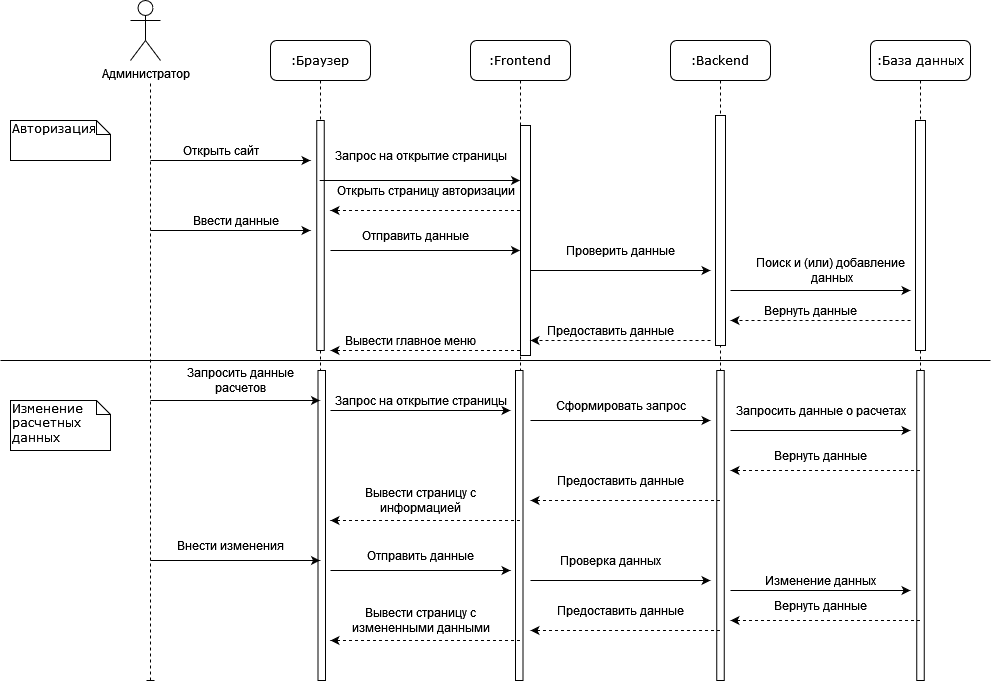 Администратор
:Браузер
:Frontend
:Backend
:База данных
Авторизация
Открыть сайт
Запрос на открытие страницы
Открыть страницу авторизации
Ввести данные
Отправить данные
Проверить данные
Поиск и (или) добавление
данных
Вернуть данные
Предоставить данные
Вывести главное меню
Запросить данные
расчетов
Изменение
расчетных
данных
Запрос на открытие страницы
Сформировать запрос
Запросить данные о расчетах
Вернуть данные
Предоставить данные
Вывести страницу с
информацией
Внести изменения
Отправить данные
Проверка данных
Изменение данных
Вернуть данные
Предоставить данные
Вывести страницу с
измененными данными